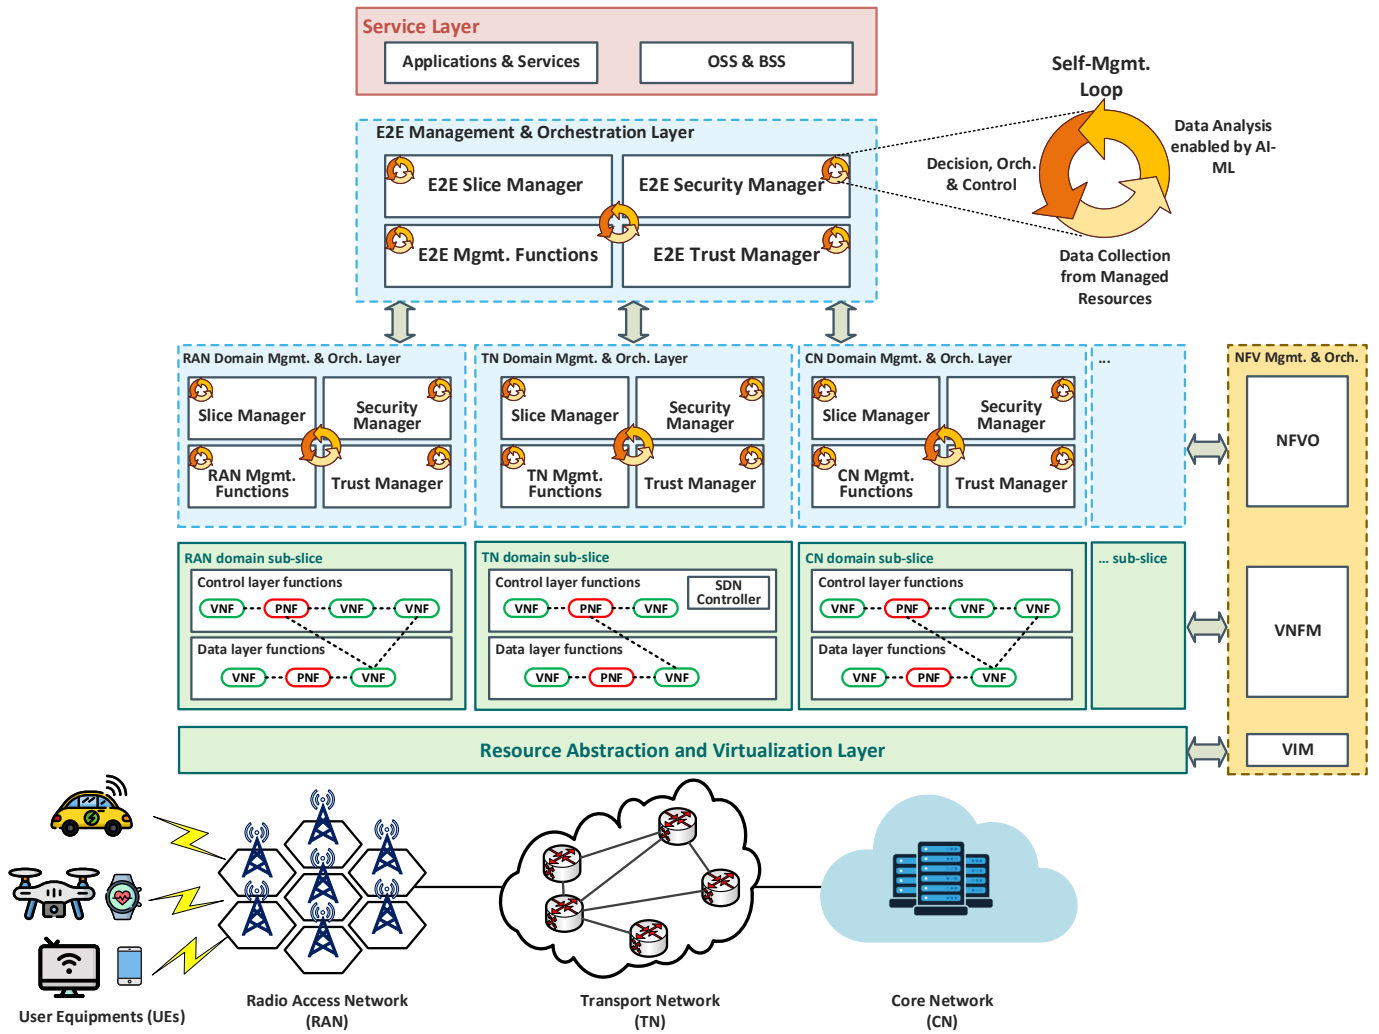 Service Layer
Applications & Services
OSS & BSS
E2E Management & Orchestration Layer
E2E Slice Manager
E2E Security Manager
E2E Mgmt. Functions
E2E Trust Manager
Self-Mgmt.
Loop
Data Analysis
enabled by AI-
ML
Decision, Orch.
& Control
Data Collection
from Managed
Resources
RAN Domain Mgmt. & Orch. Layer
Slice Manager
Security
Manager
RAN Mgmt.
Functions
Trust Manager
TN Domain Mgmt. & Orch. Layer
Slice Manager
Security
Manager
TN Mgmt.
Functions
Trust Manager
CN Domain Mgmt. & Orch. Layer
Slice Manager
Security
Manager
CN Mgmt.
Functions
Trust Manager
...
NFV Mgmt. & Orch.
NFVO
VNFM
VIM
RAN domain sub-slice
Control layer functions
VNF PNF VNF VNF
Data layer functions
VNF PNF VNF
TN domain sub-slice
Control layer functions
SDN
Controller
VNF PNF VNF
Data layer functions
VNF PNF VNF
CN domain sub-slice
Control layer functions
VNF PNF VNF VNF
Data layer functions
VNF PNF VNF
... sub-slice
Resource Abstraction and Virtualization Layer
User Equipments (UEs)
Radio Access Network
(RAN)
Transport Network
(TN)
Core Network
(CN)